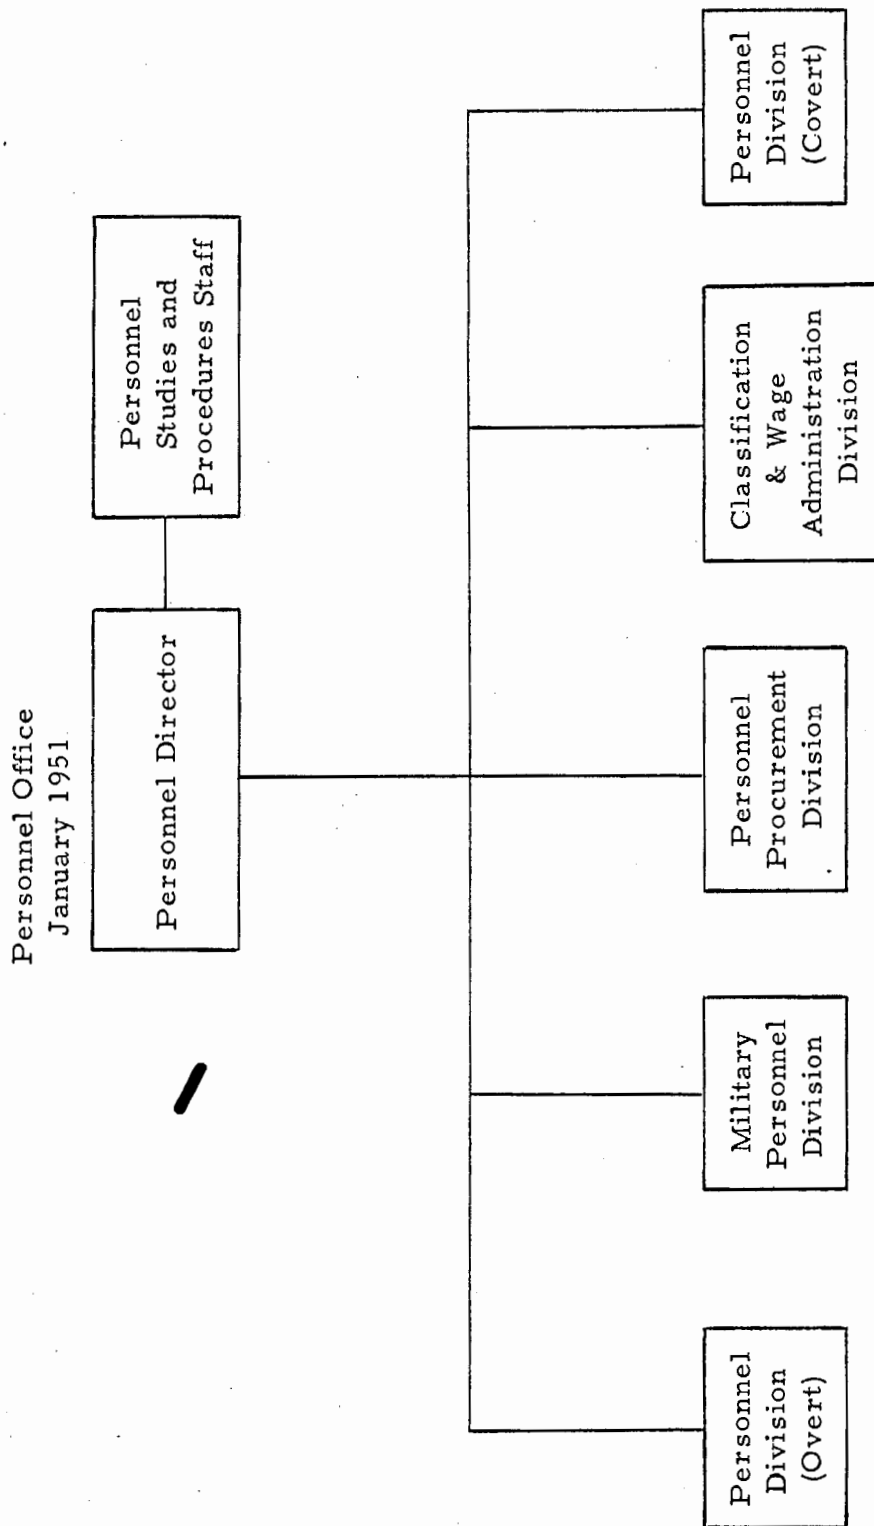 Personnel Office
January 1951
Personnel Director
Personnel
Studies and
Procedures Staff
Personnel
Division
(Overt)
Military
Personnel
Division
Personnel
Procurement
Division
Classification
& Wage
Administration
Division
Personnel
Division
(Covert)